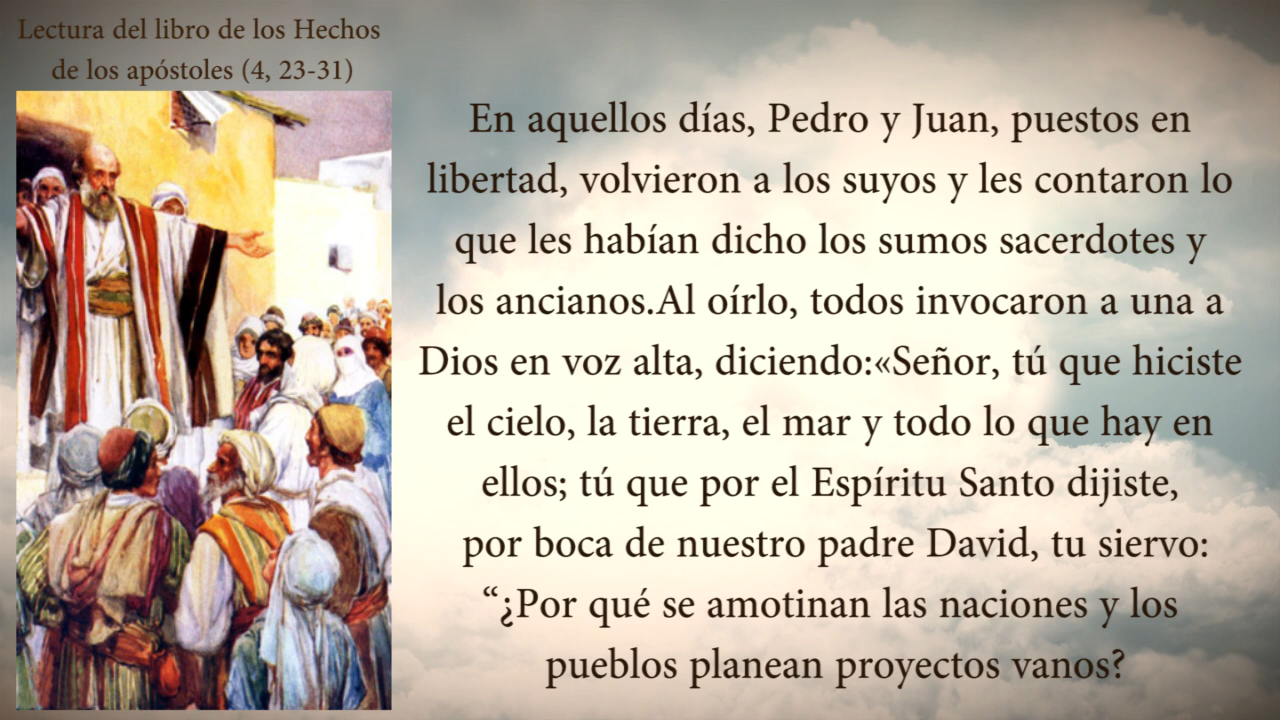 Lectura del libro de los Hechos
de los apóstoles (4, 23-31)
En aquellos días, Pedro y Juan, puestos en
libertad, volvieron a los suyos y les contaron lo
que les habían dicho los sumos sacerdotes y
los ancianos.Al oírlo, todos invocaron a una a
Dios en voz alta, diciendo:«Señor, tú que hiciste
el cielo, la tierra, el mar y todo lo que hay en
ellos; tú que por el Espíritu Santo dijiste,
por boca de nuestro padre David, tu siervo:
“¿Por qué se amotinan las naciones y los
pueblos planean proyectos vanos?